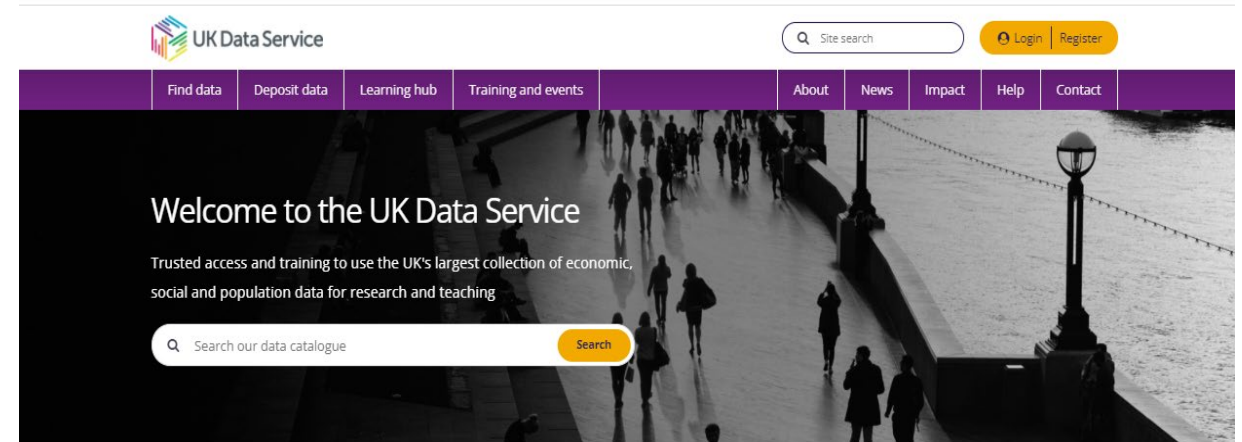 UK Data Service
Site search
Login | Register
Find data
Deposit data
Learning hub
Training and events
About
News
Impact
Help
Contact
Welcome to the UK Data Service
Trusted access and training to use the UK's largest collection of economic,
social and population data for research and teaching
Search our data catalogue
Search